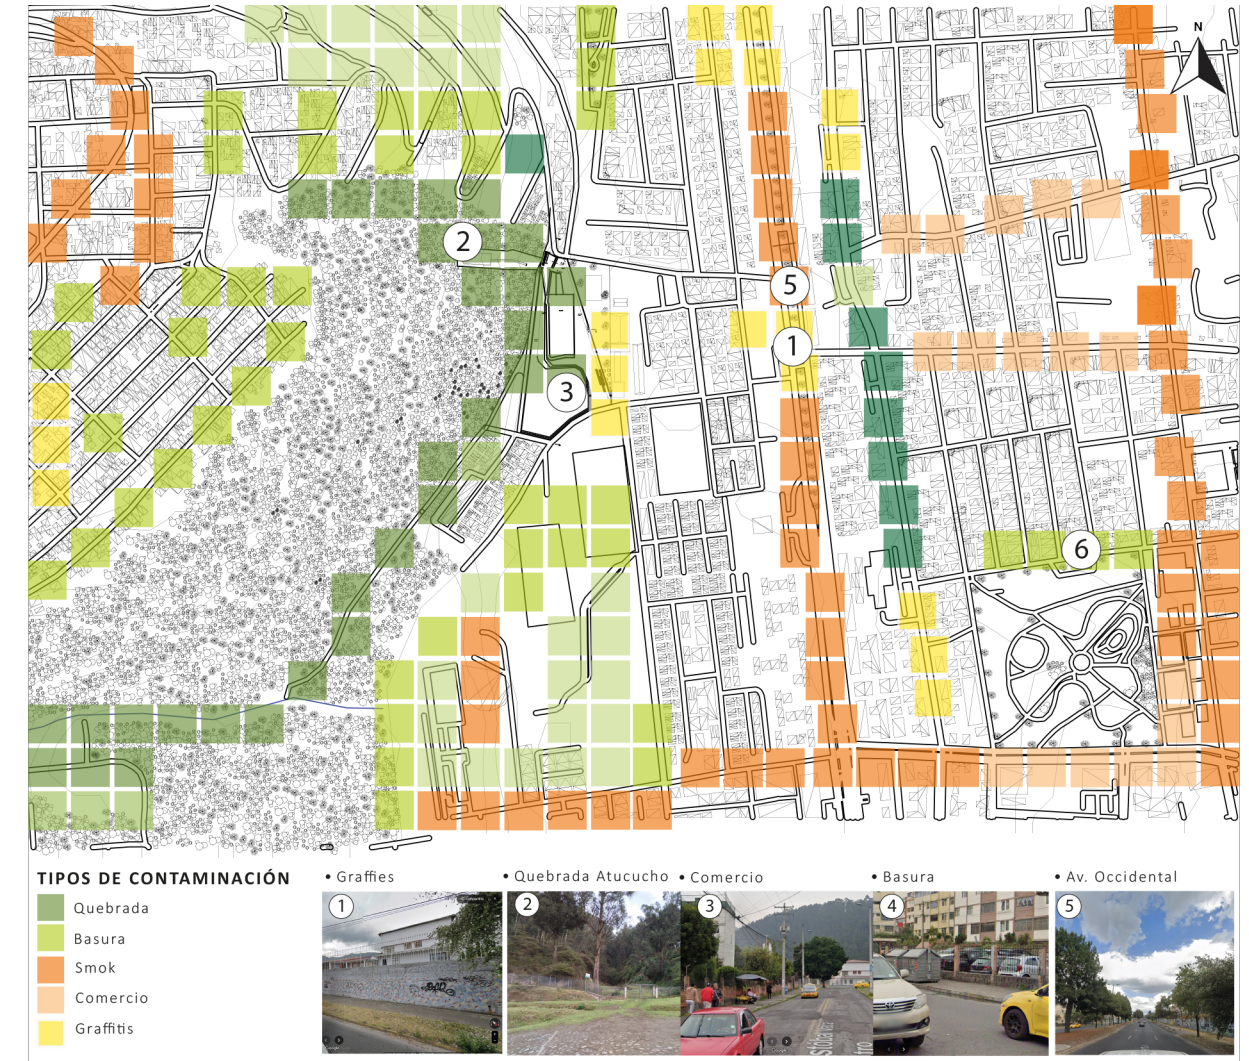 N
2
5
1
3
6
TIPOS DE CONTAMINACIÓN
Quebrada
Basura
Smok
Comercio
Graffitis
• Graffies
• Quebrada Atucucho
• Comercio
• Basura
• Av. Occidental
1
2
3
4
5